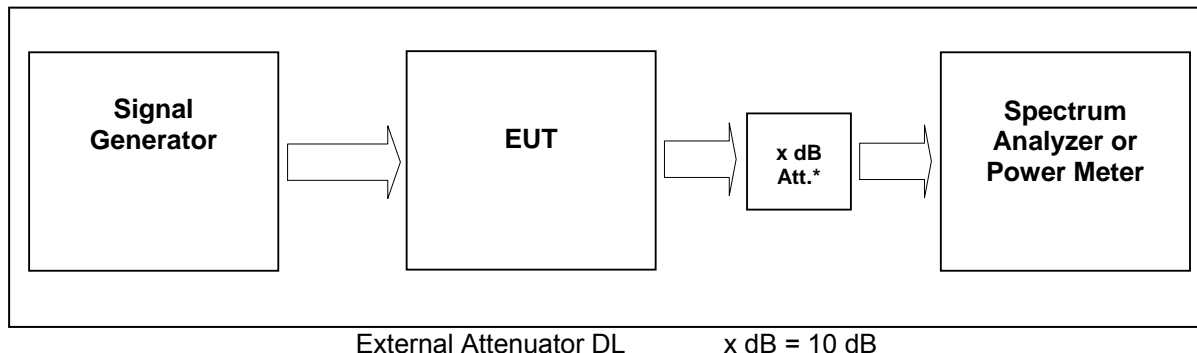 Signal
Generator
EUT
x dB
Att.*
Spectrum
Analyzer or
Power Meter
External Attenuator DL x dB = 10 dB